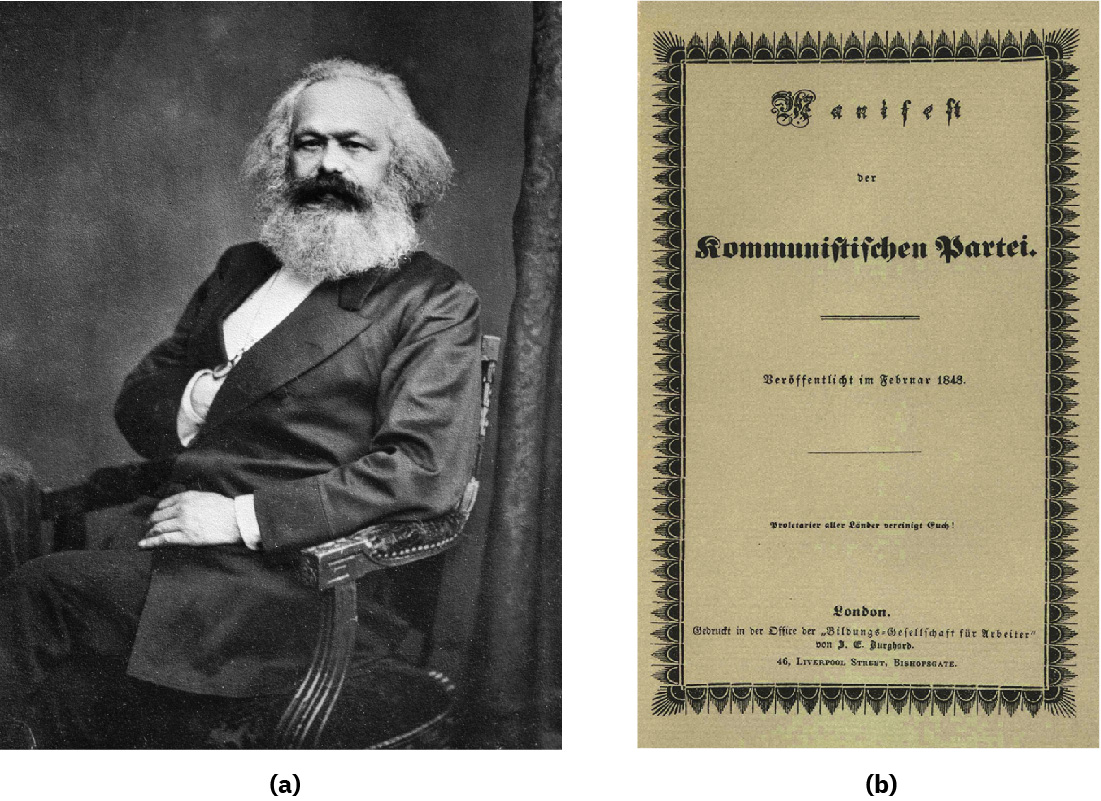 Manifest
der
Kommunistischen Partei.
Veröffentlicht im Februar 1848.
Proletarier aller Länder vereinigt Euch!
London.
Gedruckt in der Office der „Bildungs-Gesellschaft für Arbeiter"
von J. E. Burghard.
46, LIVERPOOL STREET, BISHOPSGATE.
(a)
(b)